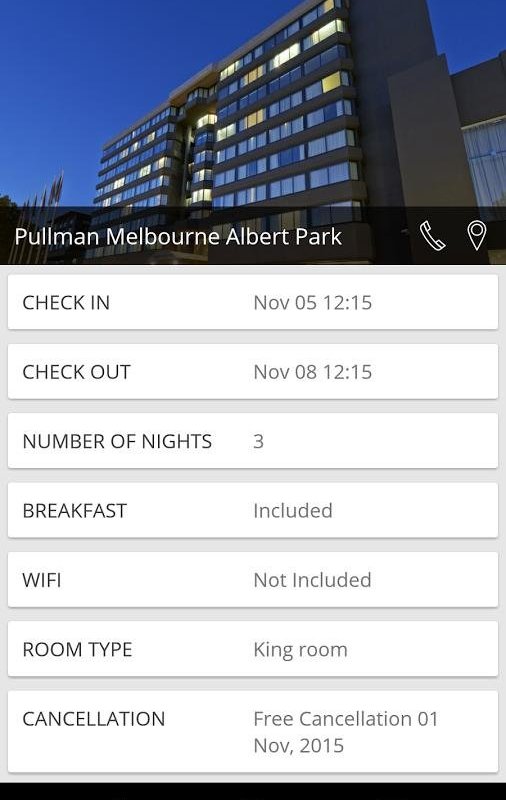 Pullman Melbourne Albert Park
CHECK IN Nov 05 12:15
CHECK OUT Nov 08 12:15
NUMBER OF NIGHTS 3
BREAKFAST Included
WIFI Not Included
ROOM TYPE King room
CANCELLATION Free Cancellation 01
Nov, 2015